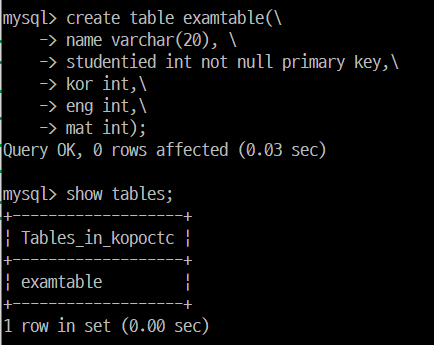 mysql> create table examtable(\
    -> name varchar(20), \
    -> studentied int not null primary key,\
    -> kor int,\
    -> eng int,\
    -> mat int);
Query OK, 0 rows affected (0.03 sec)

mysql> show tables;
+-------------------+
¦ Tables_in_kopoctc ¦
+-------------------+
¦ examtable         ¦
+-------------------+
1 row in set (0.00 sec)